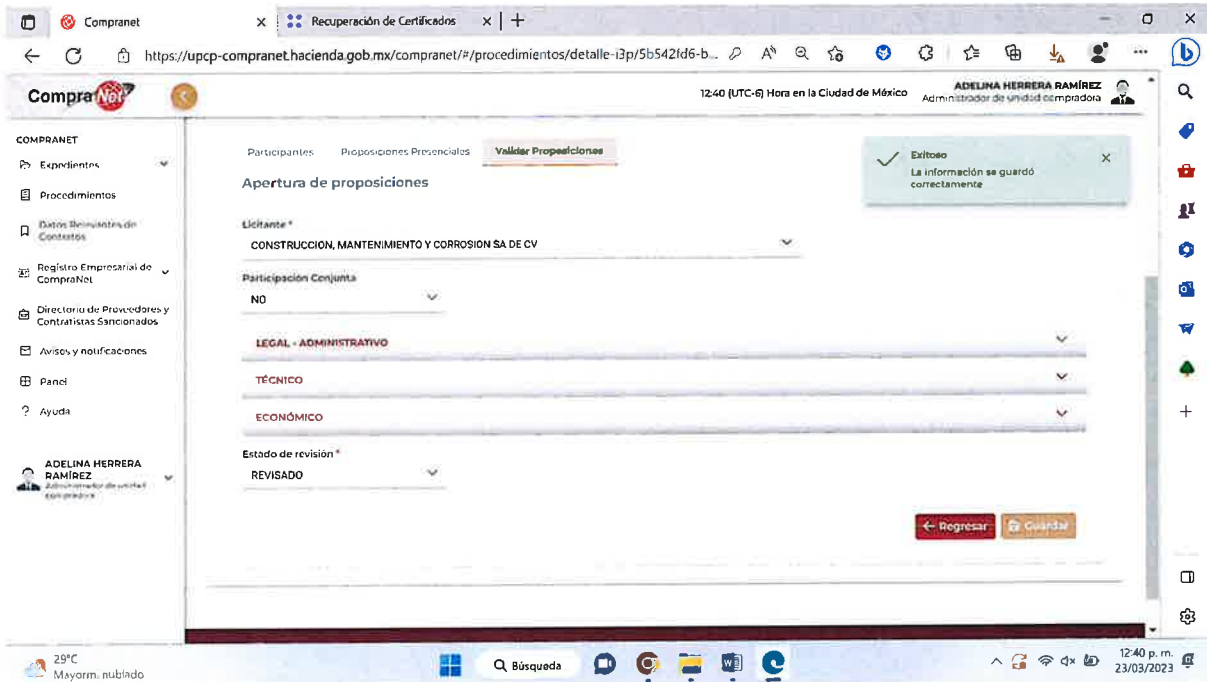 Compranet
Recuperación de Certificados
https://upcp-compranet.hacienda.gob.mx/compranet/#/procedimientos/detalle-i3p/5b542fd6-b...
CompraNet
12:40 (UTC-6) Hora en la Ciudad de México
ADELINA HERRERA RAMÍREZ
Administrador de unidad compradora
COMPRANET
Expedientes
Procedimientos
Datos Relevantes de
Contratos
Registro Empresarial de
CompraNet
Directorio de Proveedores y
Contratistas Sancionados
Avisos y notificaciones
Panel
? Ayuda
ADELINA HERRERA
RAMÍREZ
Administrador de unidad
compradora
Participantes Proposiciones Presenciales Validar Proposiciones
Exitoso
La información se guardó
correctamente
Apertura de proposiciones
Licitante *
CONSTRUCCION, MANTENIMIENTO Y CORROSION SA DE CV
Participación Conjunta
NO
LEGAL - ADMINISTRATIVO
TÉCNICO
ECONÓMICO
Estado de revisión *
REVISADO
Regresar Guardar
29°C
Mayorm. nublado
Búsqueda
12:40 p. m.
23/03/2023